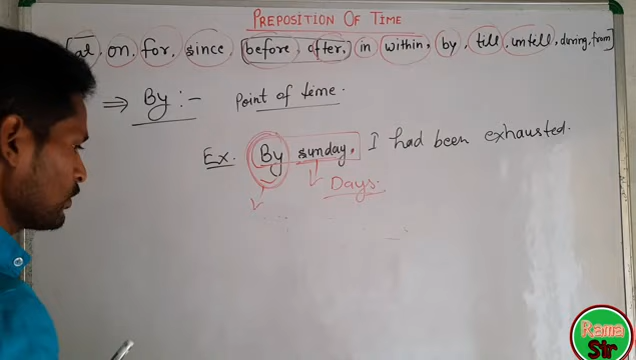 PREPOSITION OF TIME
[at, on, for, since before, after, in within, by, till, untell, during, from]
⇒ By :- Point of time.
Ex. By sunday, I had been exhausted.
Days.
Rama
Sir